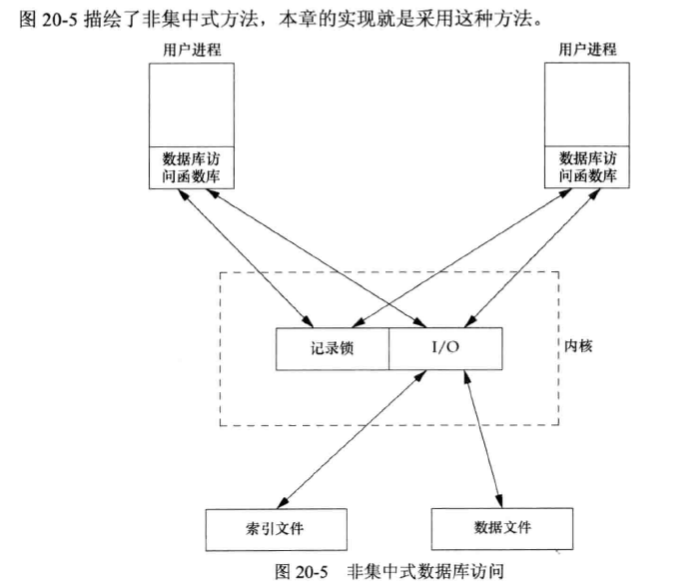 图 20-5 描绘了非集中式方法，本章的实现就是采用这种方法。
用户进程
用户进程
数据库访
问函数库
数据库访
问函数库
记录锁
I/O
内核
索引文件
数据文件
图 20-5 非集中式数据库访问